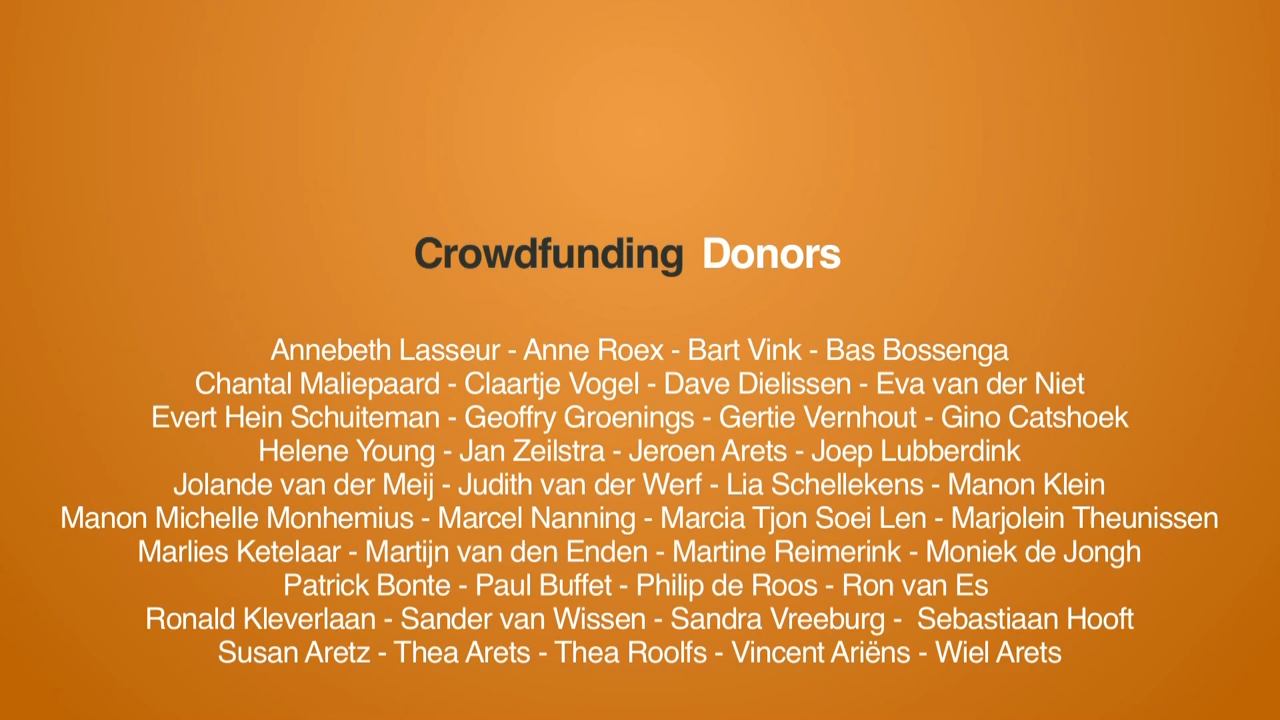 Crowdfunding Donors
Annebeth Lasseur - Anne Roex - Bart Vink - Bas Bossenga
Chantal Maliepaard - Claartje Vogel - Dave Dielissen - Eva van der Niet
Evert Hein Schuiteman - Geoffry Groenings - Gertie Vernhout - Gino Catshoek
Helene Young - Jan Zeilstra - Jeroen Arets - Joep Lubberdink
Jolande van der Meij - Judith van der Werf - Lia Schellekens - Manon Klein
Manon Michelle Monhemius - Marcel Nanning - Marcia Tjon Soei Len - Marjolein Theunissen
Marlies Ketelaar - Martijn van den Enden - Martine Reimerink - Moniek de Jongh
Patrick Bonte - Paul Buffet - Philip de Roos - Ron van Es
Ronald Kleverlaan - Sander van Wissen - Sandra Vreeburg - Sebastiaan Hooft
Susan Aretz - Thea Arets - Thea Roolfs - Vincent Ariëns - Wiel Arets